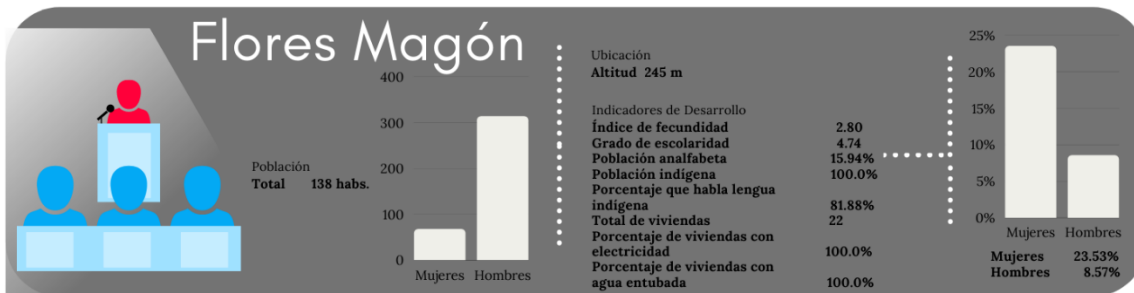 Flores Magón
Población
Total 138 habs.
400
300
200
100
0
Mujeres Hombres
Ubicación
Altitud 245 m
Indicadores de Desarrollo
Índice de fecundidad 2.80
Grado de escolaridad 4.74
Población analfabeta 15.94%
Población indígena 100.0%
Porcentaje que habla lengua
indígena 81.88%
Total de viviendas 22
Porcentaje de viviendas con
electricidad 100.0%
Porcentaje de viviendas con
agua entubada 100.0%
25%
20%
15%
10%
5%
0%
Mujeres Hombres
Mujeres 23.53%
Hombres 8.57%